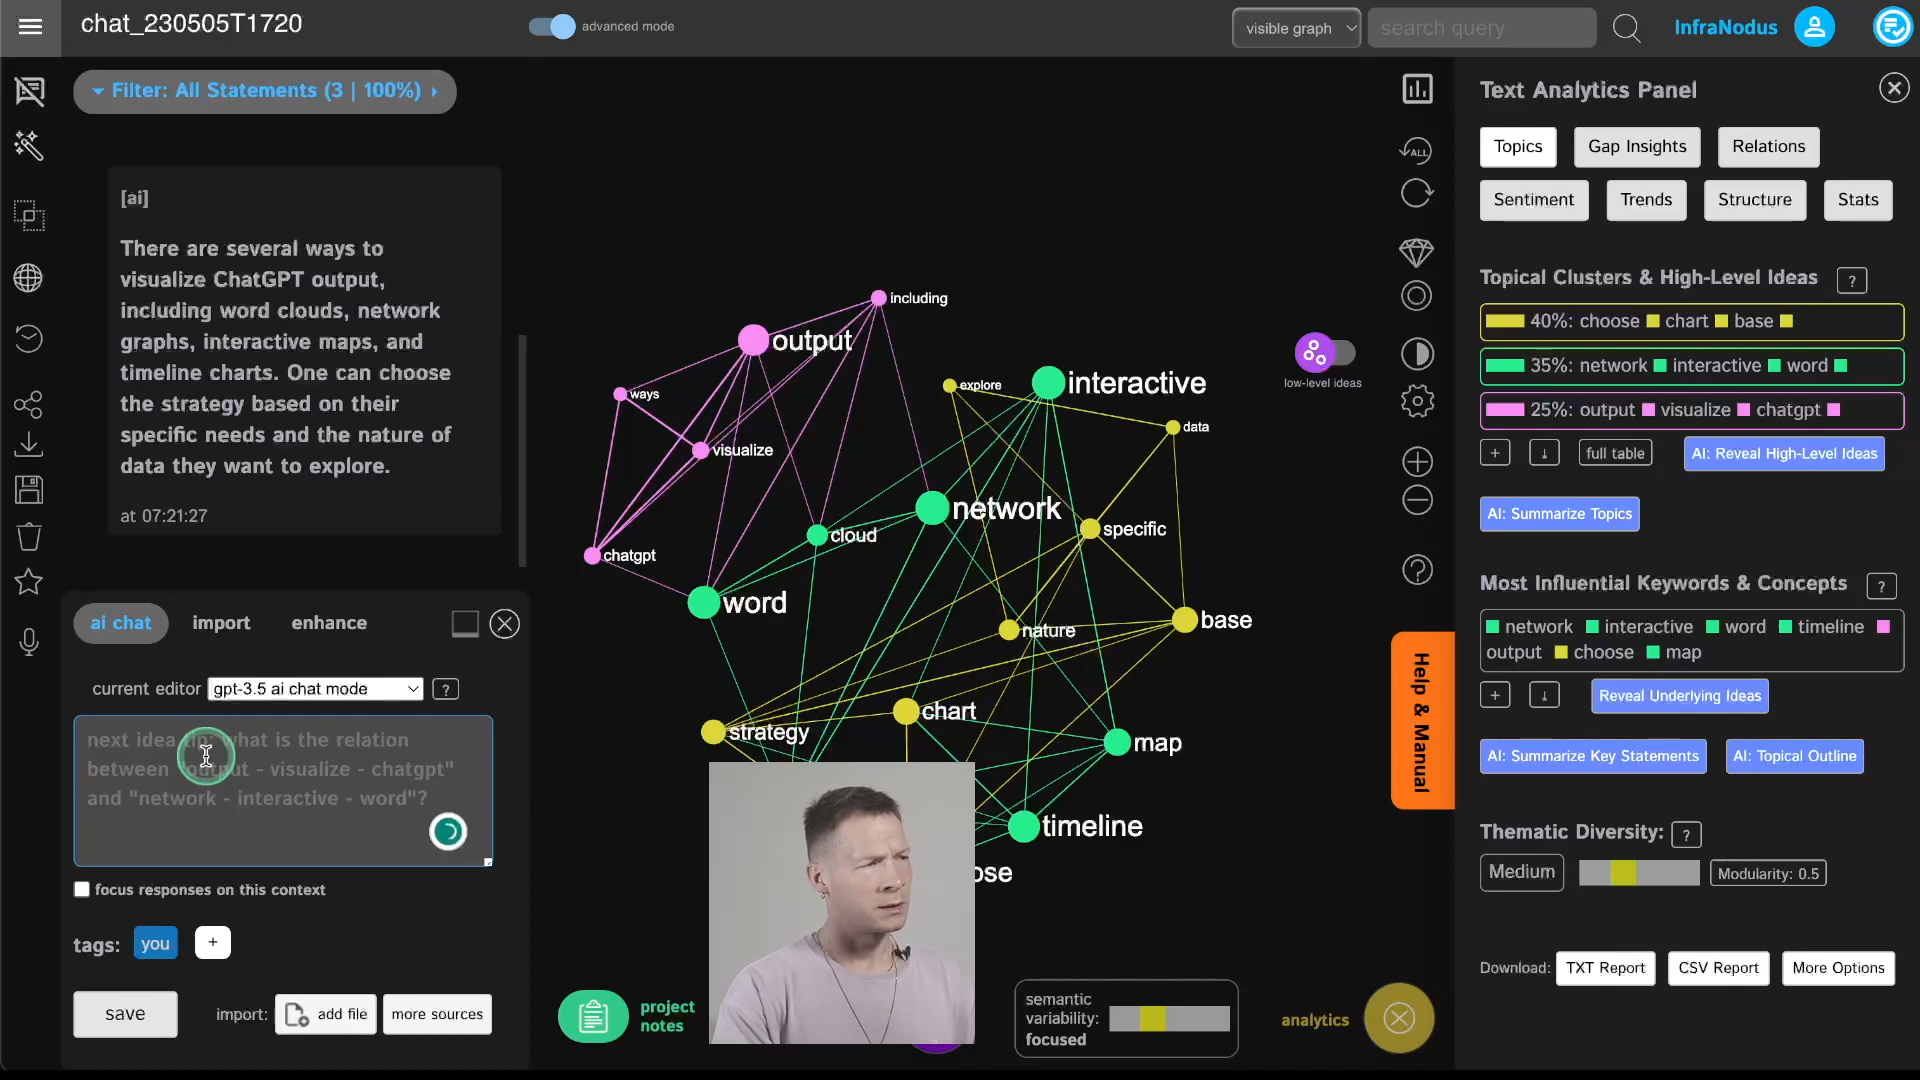 chat_230505T1720
advanced mode
visible graph
search query
InfraNodus
Filter: All Statements (3 | 100%)
[ai]
There are several ways to
visualize ChatGPT output,
including word clouds, network
graphs, interactive maps, and
timeline charts. One can choose
the strategy based on their
specific needs and the nature of
data they want to explore.
at 07:21:27
ai chat
import
enhance
current editor
gpt-3.5 ai chat mode
?
next idea tip: what is the relation
between "output - visualize - chatgpt"
and "network - interactive - word"?
focus responses on this context
tags:
you
+
save
import:
add file
more sources
including
output
ways
visualize
chatgpt
explore
interactive
data
network
cloud
specific
word
nature
base
strategy
chart
map
timeline
ose
project
notes
semantic
variability:
focused
analytics
ALL
low-level ideas
Help & Manual
Text Analytics Panel
Topics
Gap Insights
Relations
Sentiment
Trends
Structure
Stats
Topical Clusters & High-Level Ideas
?
40%: choose chart base
35%: network interactive word
25%: output visualize chatgpt
+
↓
full table
AI: Reveal High-Level Ideas
AI: Summarize Topics
Most Influential Keywords & Concepts
?
network interactive word timeline
output choose map
+
↓
Reveal Underlying Ideas
AI: Summarize Key Statements
AI: Topical Outline
Thematic Diversity:
?
Medium
Modularity: 0.5
Download:
TXT Report
CSV Report
More Options